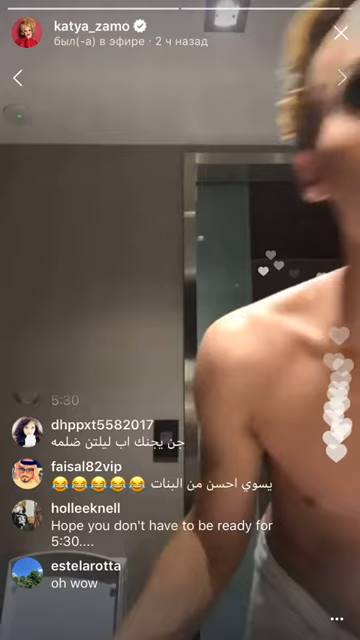 katya_zamo
был(-а) в эфире · 2 ч назад
5:30
dhppxt5582017
جن يجنك اب ليلتن ضلمه
faisal82vip
يسوي احسن من البنات 😂😂😂😂😂
holleeknell
Hope you don't have to be ready for
5:30....
estelarotta
oh wow